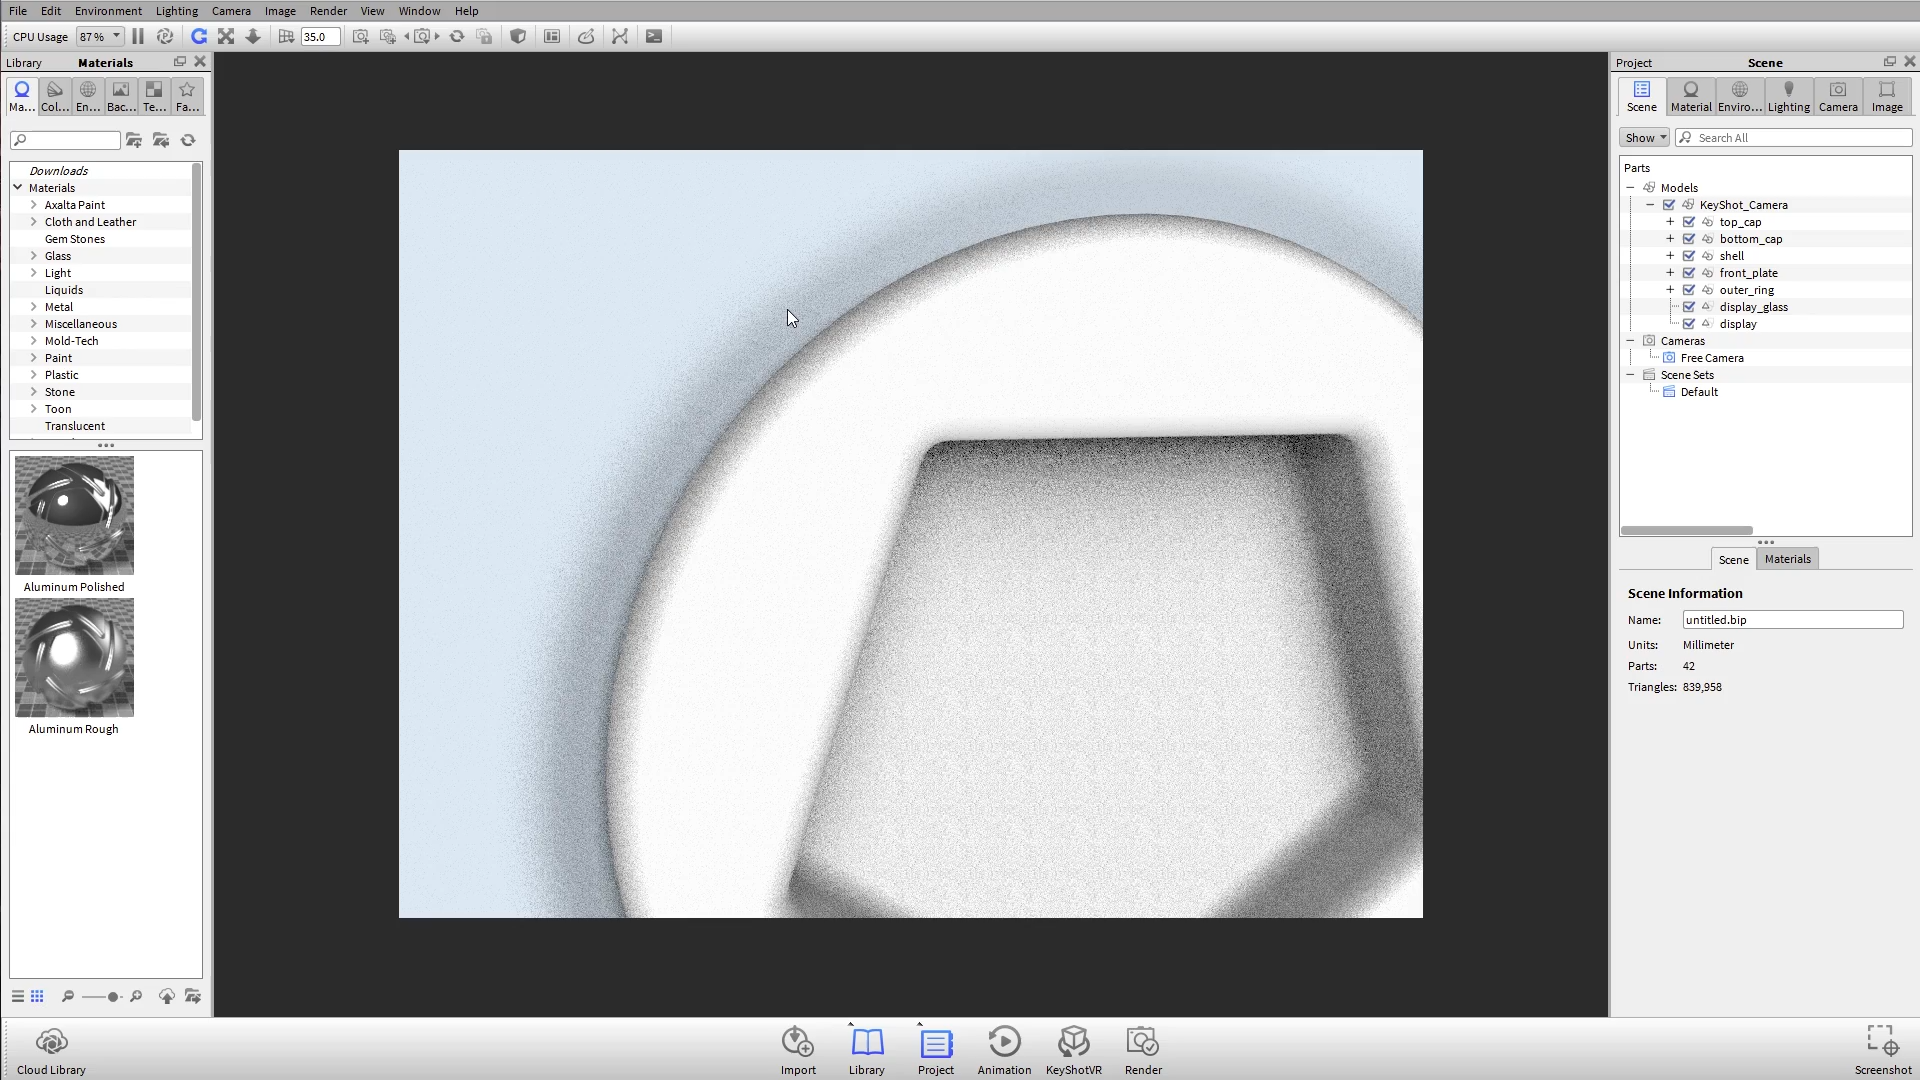 File Edit Environment Lighting Camera Image Render View Window Help
CPU Usage 87 % 35.0
Library Materials
Ma... Col... En... Bac... Te... Fa...
Downloads
Materials
Axalta Paint
Cloth and Leather
Gem Stones
Glass
Light
Liquids
Metal
Miscellaneous
Mold-Tech
Paint
Plastic
Stone
Toon
Translucent
Aluminum Polished
Aluminum Rough
Project Scene
Scene Material Enviro... Lighting Camera Image
Show Search All
Parts
Models
KeyShot_Camera
top_cap
bottom_cap
shell
front_plate
outer_ring
display_glass
display
Cameras
Free Camera
Scene Sets
Default
Scene Materials
Scene Information
Name: untitled.bip
Units: Millimeter
Parts: 42
Triangles: 839,958
Cloud Library Import Library Project Animation KeyShotVR Render Screenshot